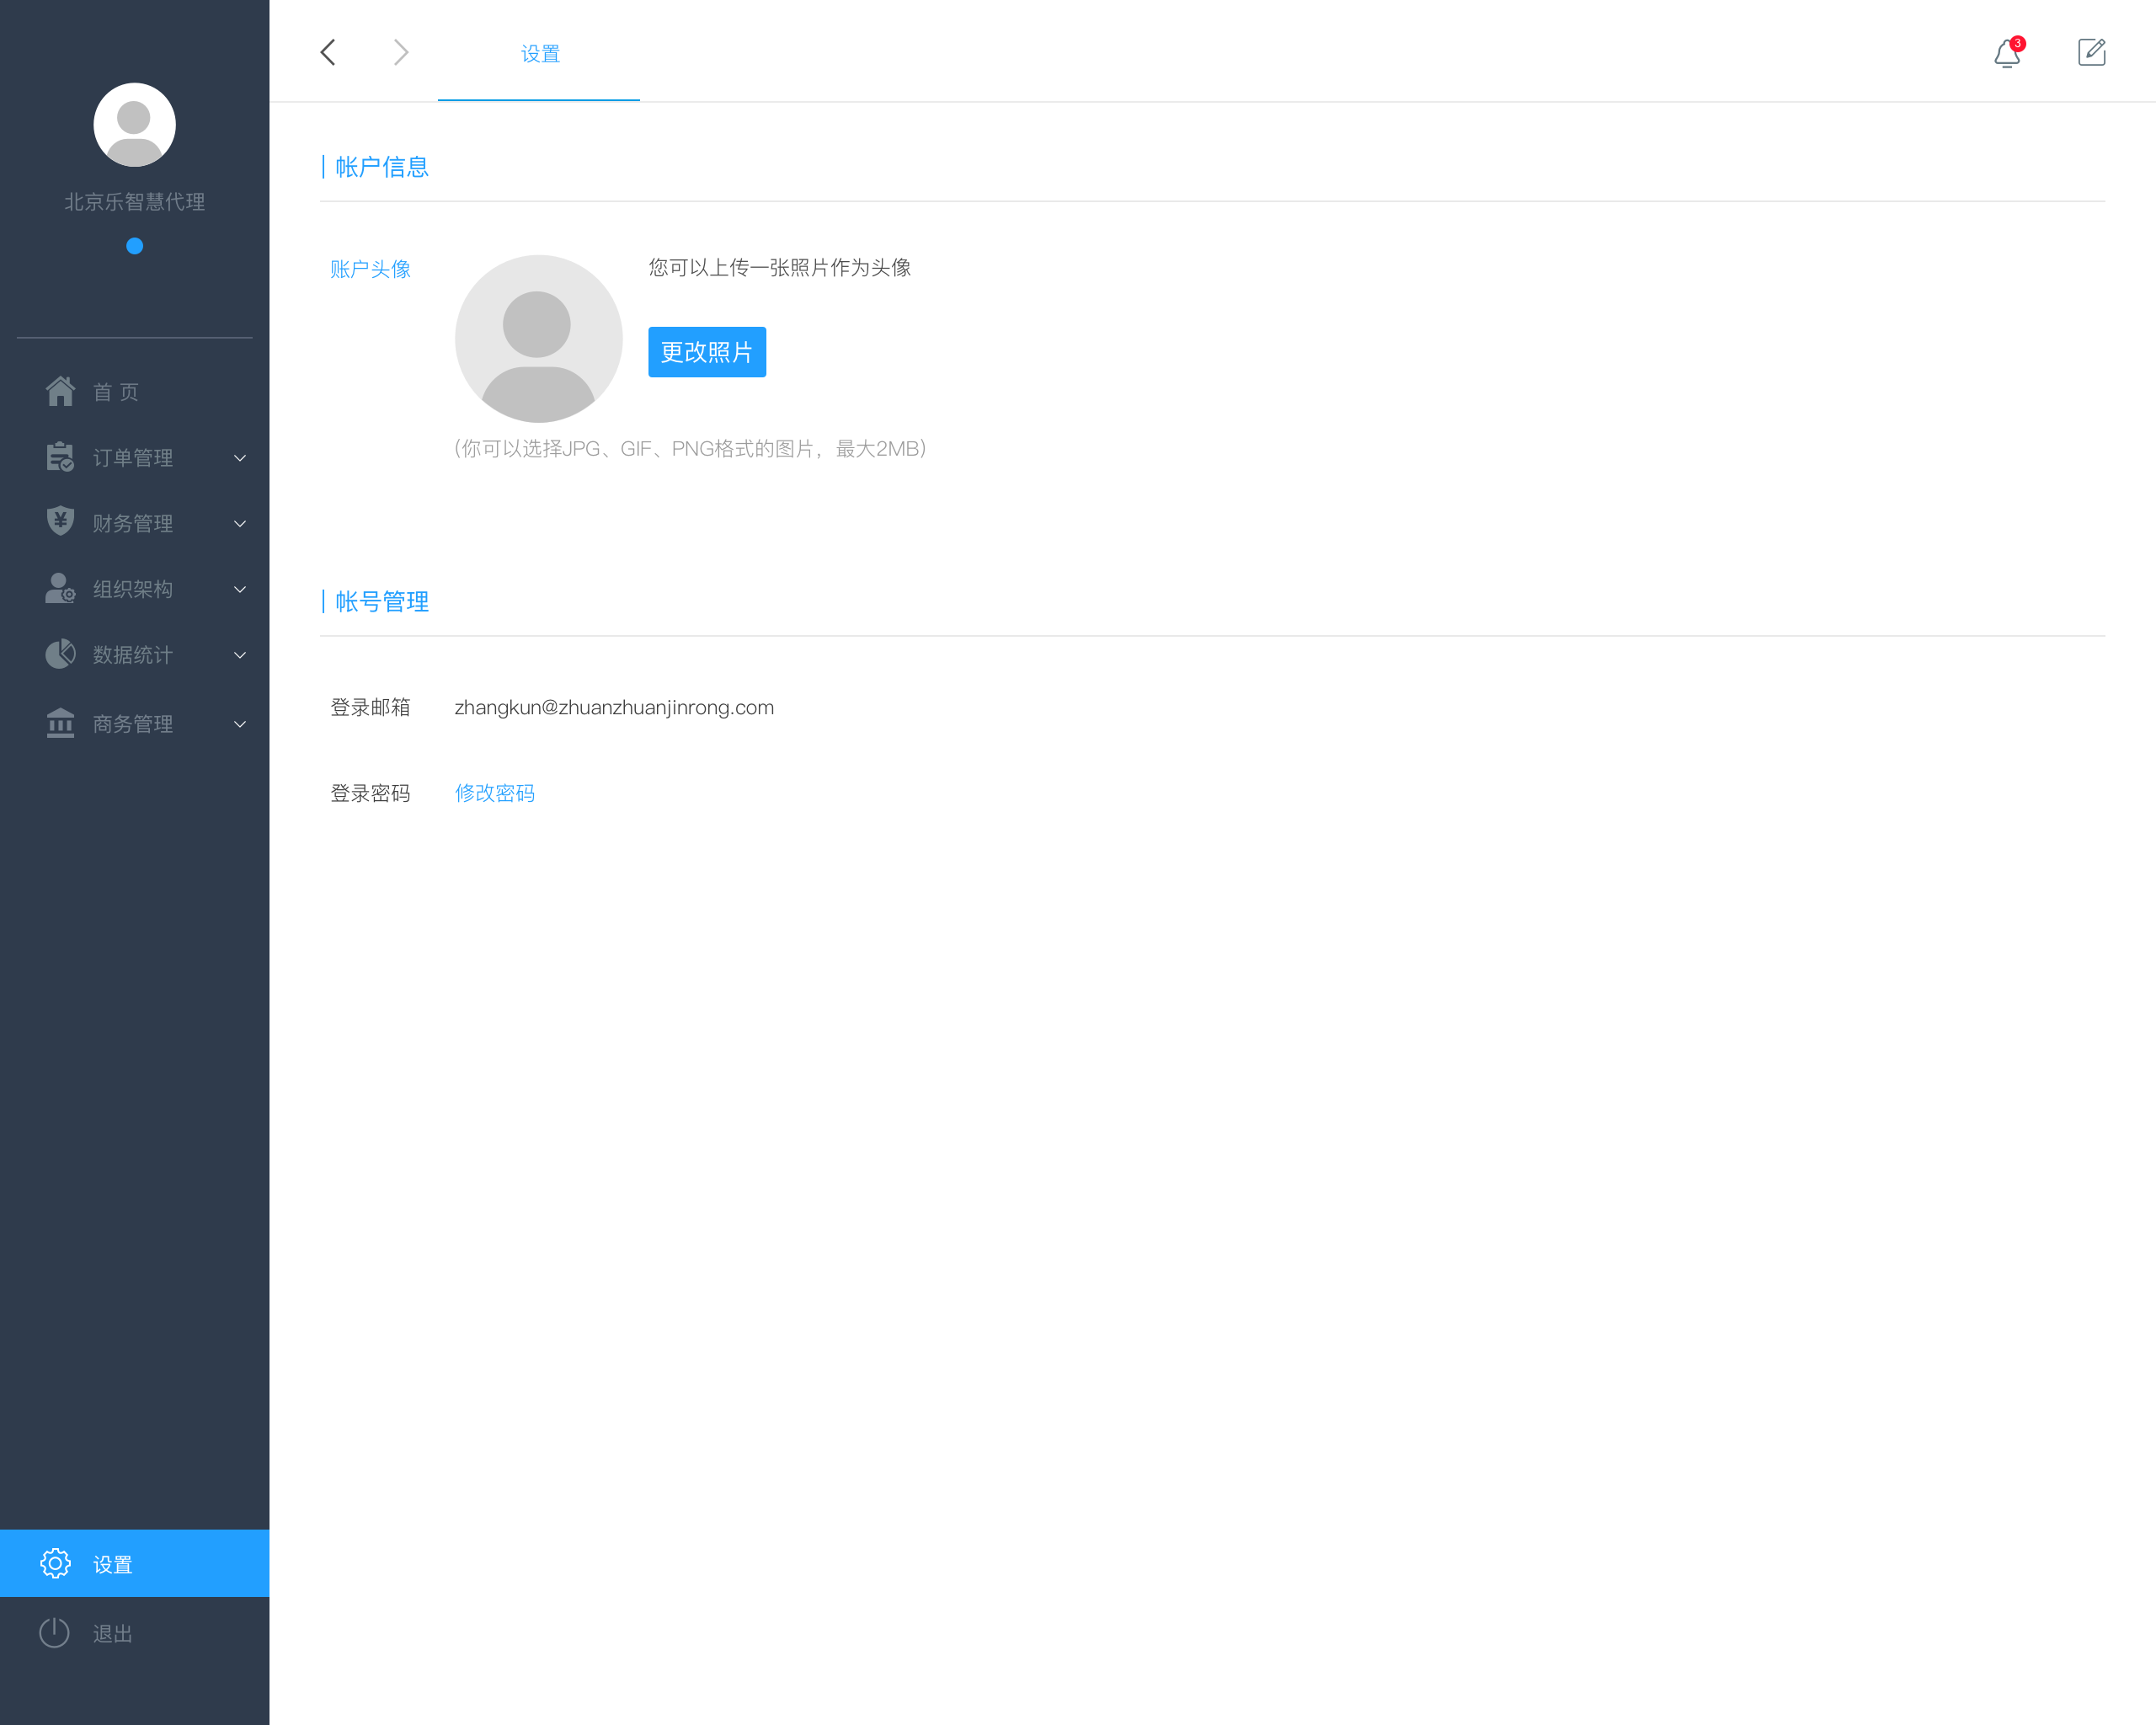 北京乐智慧代理
首 页
订单管理
财务管理
组织架构
数据统计
商务管理
设置
退出
设置
3
帐户信息
账户头像
您可以上传一张照片作为头像
更改照片
(你可以选择JPG、GIF、PNG格式的图片，最大2MB)
帐号管理
登录邮箱 zhangkun@zhuanzhuanjinrong.com
登录密码 修改密码